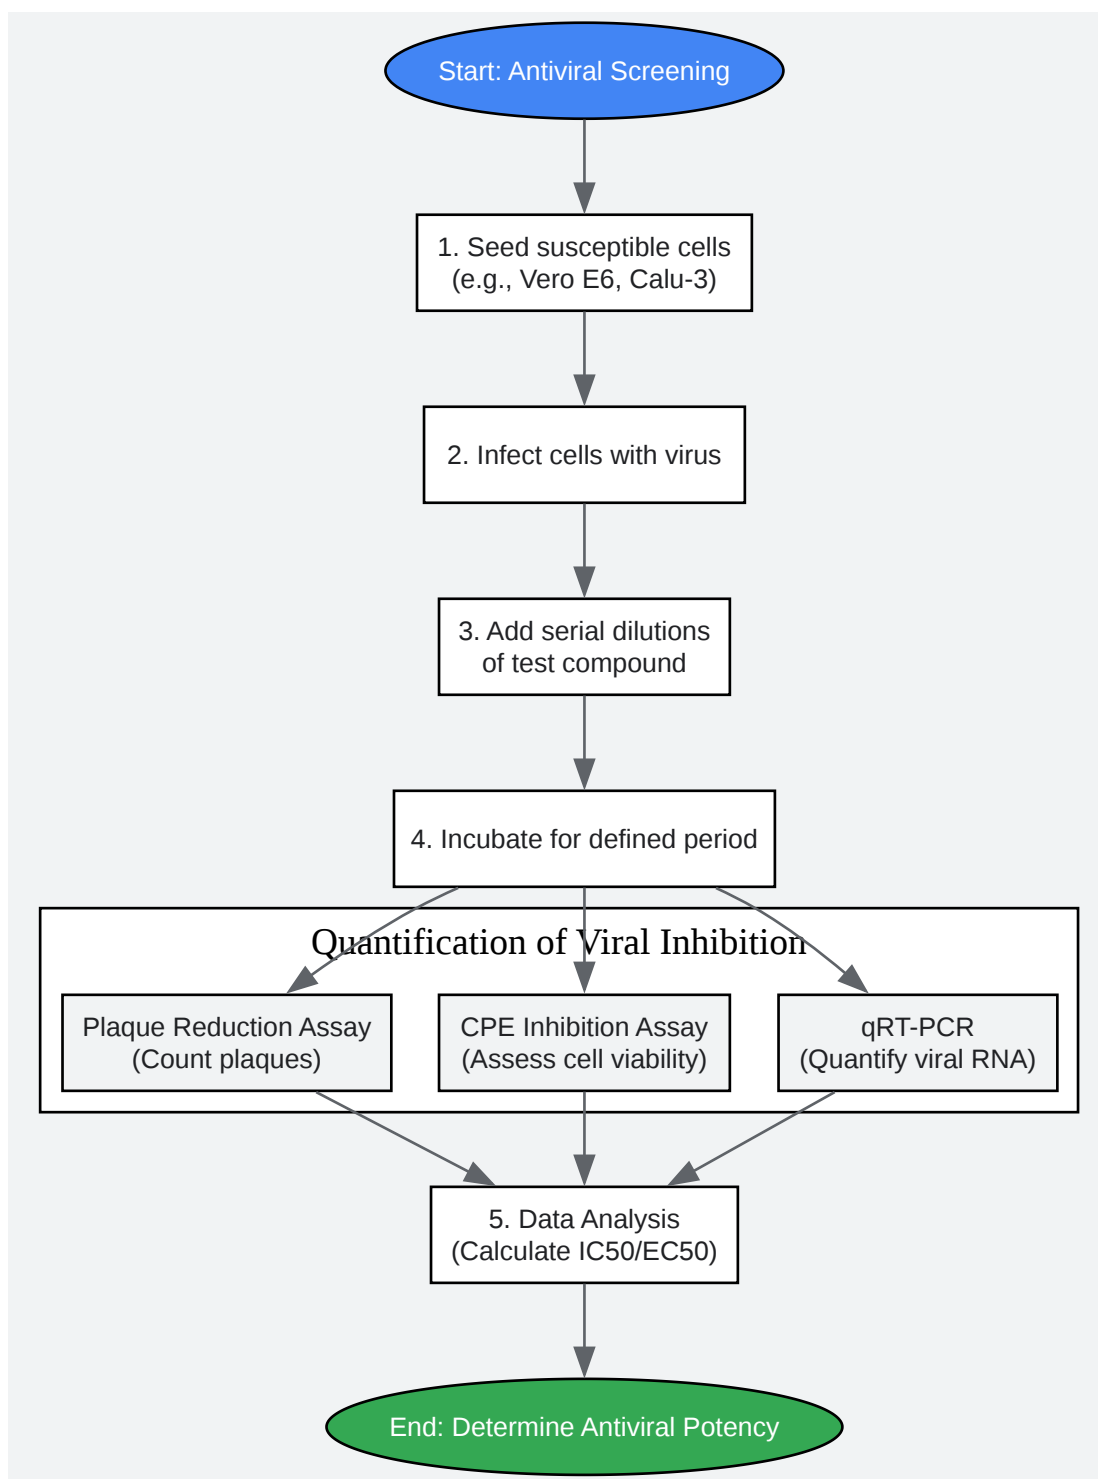 Start: Antiviral Screening
1. Seed susceptible cells
(e.g., Vero E6, Calu-3)
2. Infect cells with virus
3. Add serial dilutions
of test compound
4. Incubate for defined period
Quantification of Viral Inhibition
Plaque Reduction Assay
(Count plaques)
CPE Inhibition Assay
(Assess cell viability)
qRT-PCR
(Quantify viral RNA)
5. Data Analysis
(Calculate IC50/EC50)
End: Determine Antiviral Potency